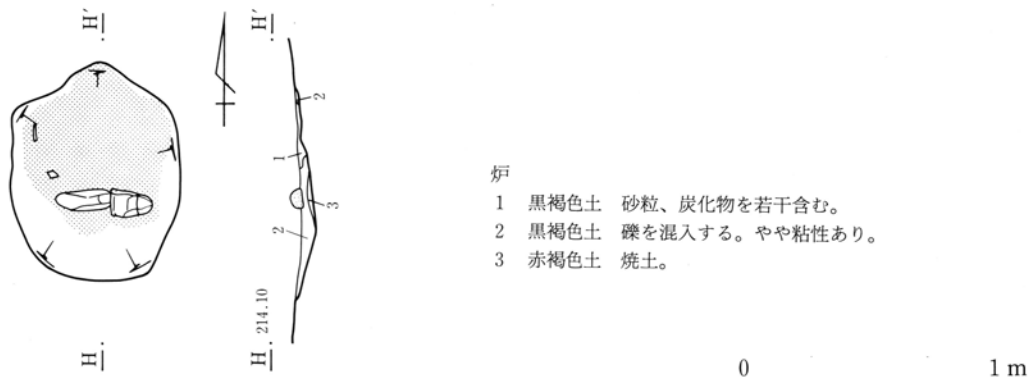 H′
H′
2
1
3
2
214.10
H
H
炉
1 黒褐色土 砂粒、炭化物を若干含む。
2 黒褐色土 礫を混入する。やや粘性あり。
3 赤褐色土 焼土。
0 1 m